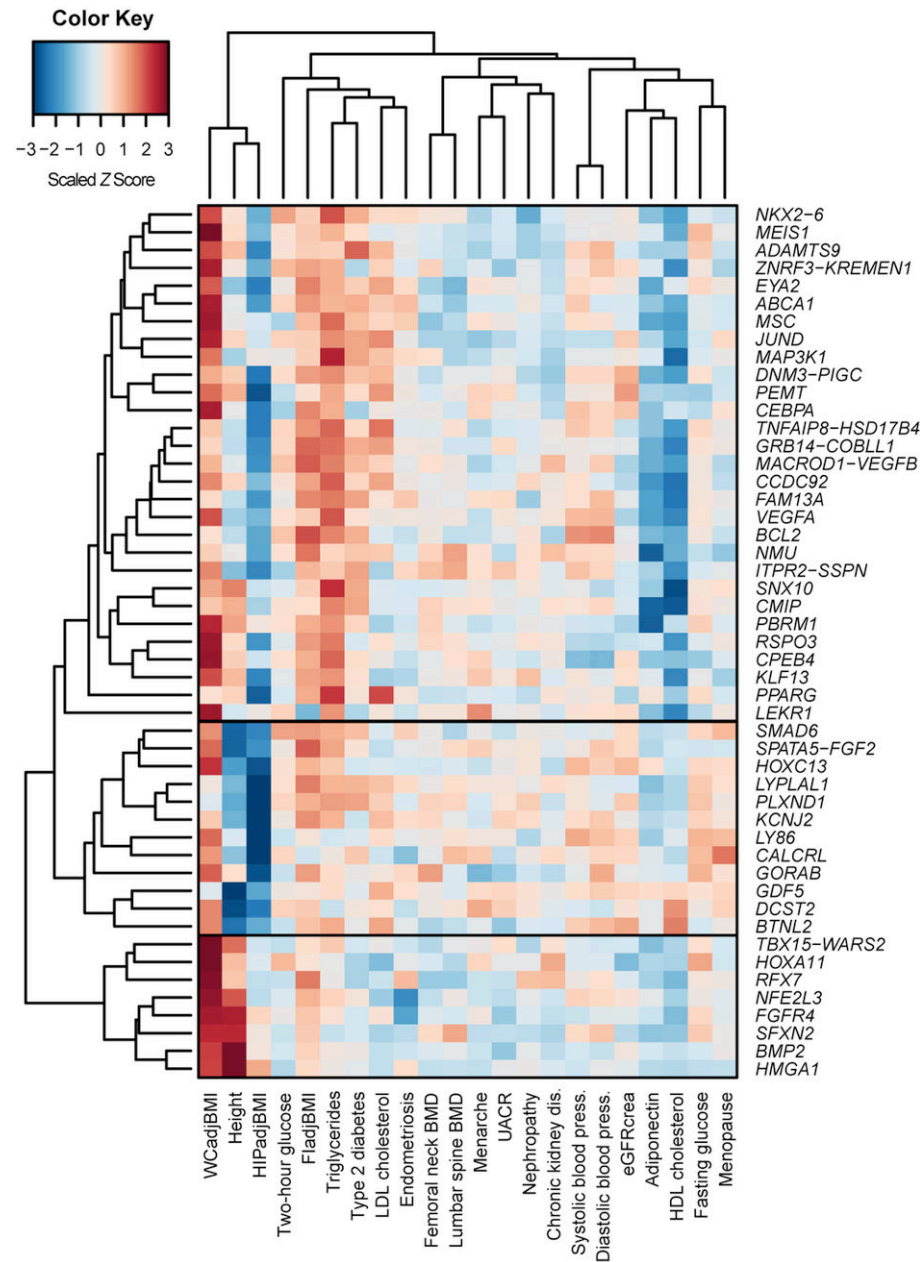 Color Key
−3 −2 −1 0 1 2 3
Scaled Z Score
NKX2−6
MEIS1
ADAMTS9
ZNRF3−KREMEN1
EYA2
ABCA1
MSC
JUND
MAP3K1
DNM3−PIGC
PEMT
CEBPA
TNFAIP8−HSD17B4
GRB14−COBLL1
MACROD1−VEGFB
CCDC92
FAM13A
VEGFA
BCL2
NMU
ITPR2−SSPN
SNX10
CMIP
PBRM1
RSPO3
CPEB4
KLF13
PPARG
LEKR1
SMAD6
SPATA5−FGF2
HOXC13
LYPLAL1
PLXND1
KCNJ2
LY86
CALCRL
GORAB
GDF5
DCST2
BTNL2
TBX15−WARS2
HOXA11
RFX7
NFE2L3
FGFR4
SFXN2
BMP2
HMGA1
WCadjBMI
Height
HIPadjBMI
Two−hour glucose
FIadjBMI
Triglycerides
Type 2 diabetes
LDL cholesterol
Endometriosis
Femoral neck BMD
Lumbar spine BMD
Menarche
UACR
Nephropathy
Chronic kidney dis.
Systolic blood press.
Diastolic blood press.
eGFRcrea
Adiponectin
HDL cholesterol
Fasting glucose
Menopause